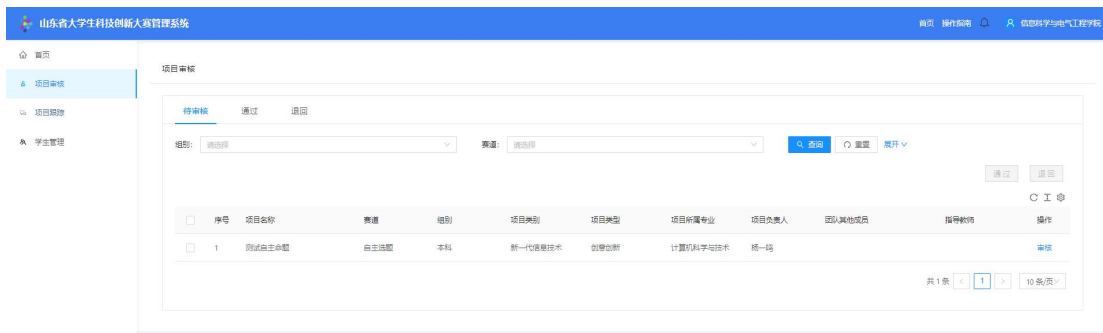 山东省大学生科技创新大赛管理系统 首页 操作指南 信息科学与电气工程学院
首页
项目审核
项目跟踪
学生管理
项目审核
待审核 通过 退回
组别： 请选择 赛道： 请选择 查询 重置 展开
通过 退回
序号 项目名称 赛道 组别 项目类别 项目类型 项目所属专业 项目负责人 团队其他成员 指导教师 操作
1 测试自主命题 自主选题 本科 新一代信息技术 创意创新 计算机科学与技术 杨一鸣 审核
共 1 条 < 1 > 10 条/页